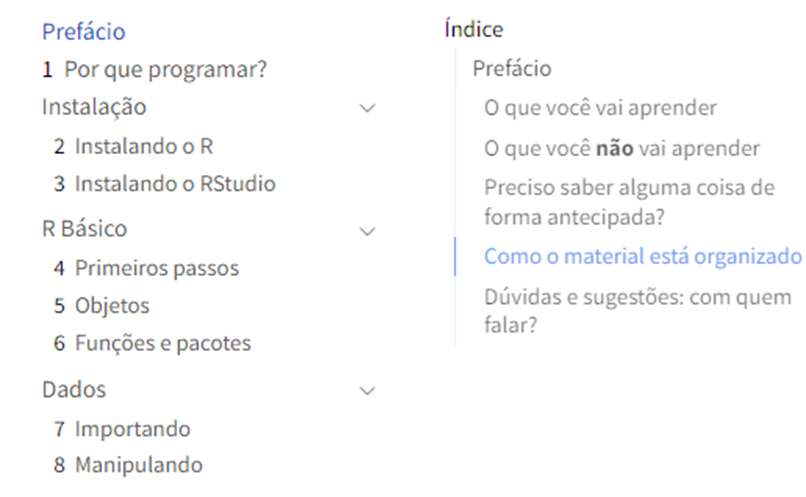 Prefácio
1 Por que programar?
Instalação
2 Instalando o R
3 Instalando o RStudio
R Básico
4 Primeiros passos
5 Objetos
6 Funções e pacotes
Dados
7 Importando
8 Manipulando
Índice
Prefácio
O que você vai aprender
O que você não vai aprender
Preciso saber alguma coisa de
forma antecipada?
Como o material está organizado
Dúvidas e sugestões: com quem
falar?